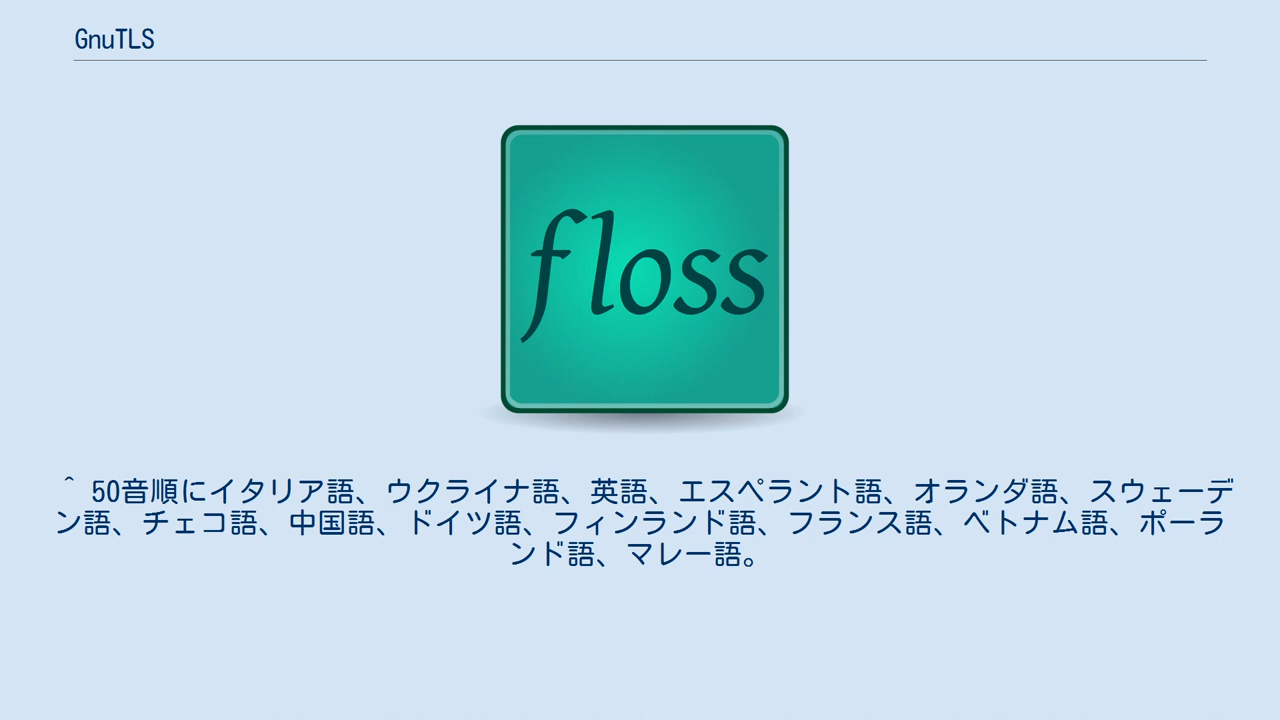 GnuTLS
floss
^ 50音順にイタリア語、ウクライナ語、英語、エスペラント語、オランダ語、スウェーデ
ン語、チェコ語、中国語、ドイツ語、フィンランド語、フランス語、ベトナム語、ポーラ
ンド語、マレー語。